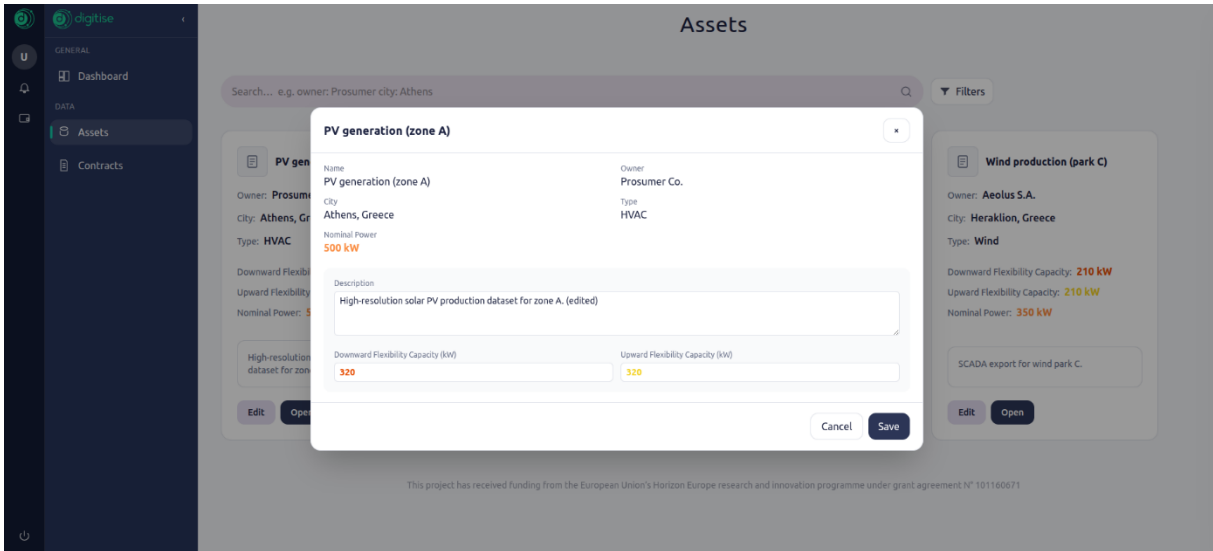 digitise
Assets
U
GENERAL
Dashboard
DATA
Assets
Contracts
Search... e.g. owner: Prosumer city: Athens
Filters
PV gen
Owner: Prosume
City: Athens, Gr
Type: HVAC
Downward Flexibi
Upward Flexibility
Nominal Power: 5
High-resolution
dataset for zon
Edit
Ope
PV generation (zone A)
×
Name
PV generation (zone A)
Owner
Prosumer Co.
City
Athens, Greece
Type
HVAC
Nominal Power
500 kW
Description
High-resolution solar PV production dataset for zone A. (edited)
Downward Flexibility Capacity (kW)
320
Upward Flexibility Capacity (kW)
320
Cancel
Save
Wind production (park C)
Owner: Aeolus S.A.
City: Heraklion, Greece
Type: Wind
Downward Flexibility Capacity: 210 kW
Upward Flexibility Capacity: 210 kW
Nominal Power: 350 kW
SCADA export for wind park C.
Edit
Open
This project has received funding from the European Union's Horizon Europe research and innovation programme under grant agreement N° 101160671